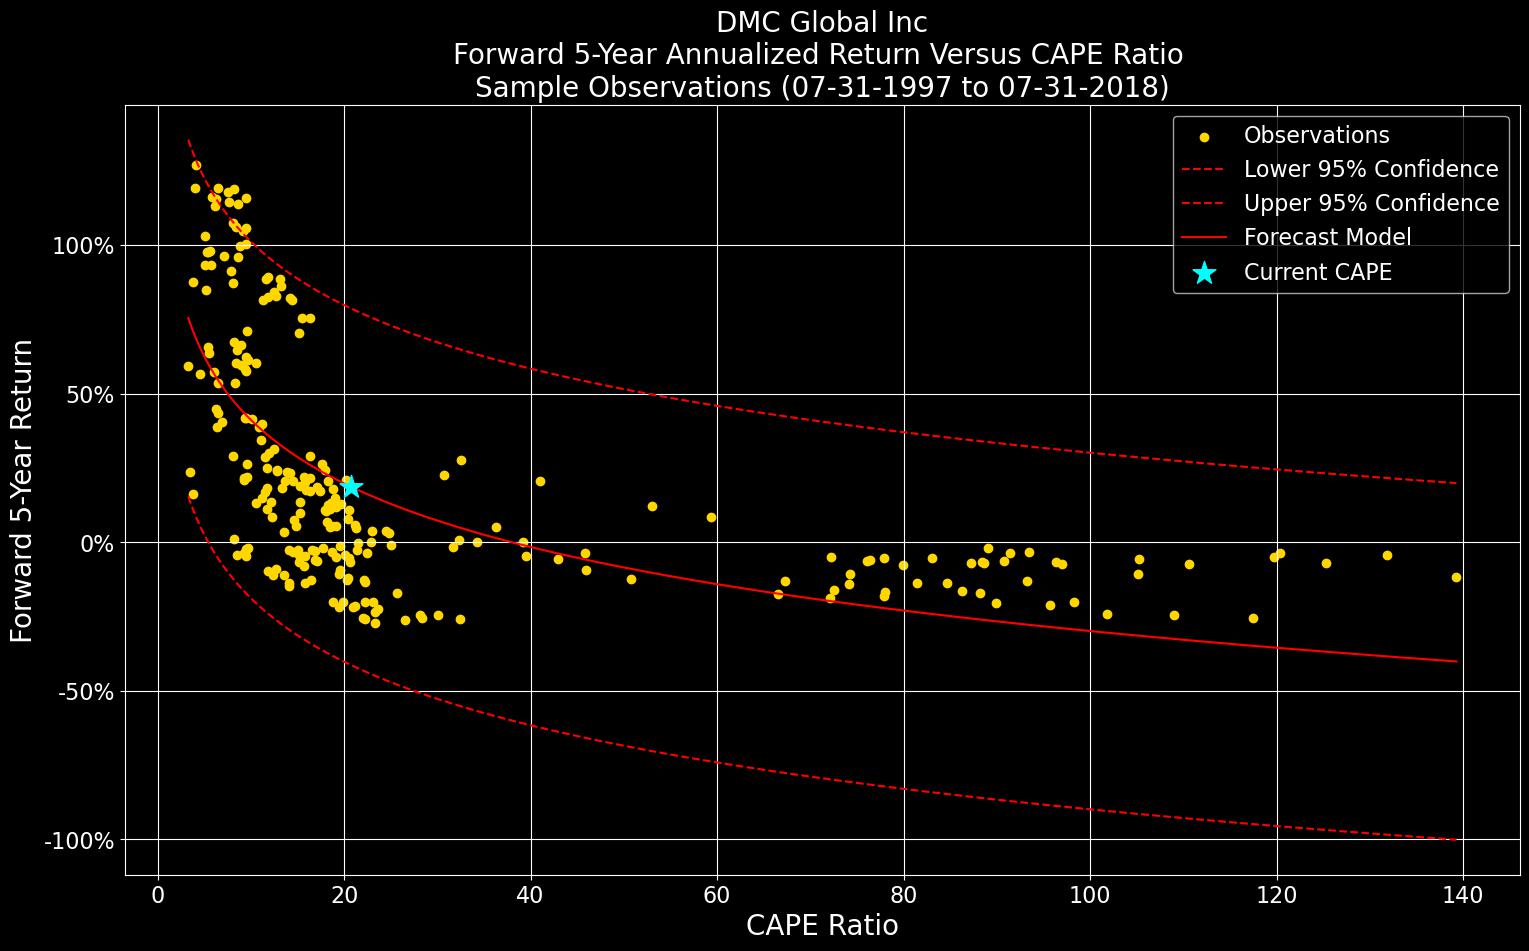 DMC Global Inc
Forward 5-Year Annualized Return Versus CAPE Ratio
Sample Observations (07-31-1997 to 07-31-2018)
Observations
Lower 95% Confidence
Upper 95% Confidence
Forecast Model
Current CAPE
Forward 5-Year Return
100%
50%
0%
-50%
-100%
0 20 40 60 80 100 120 140
CAPE Ratio